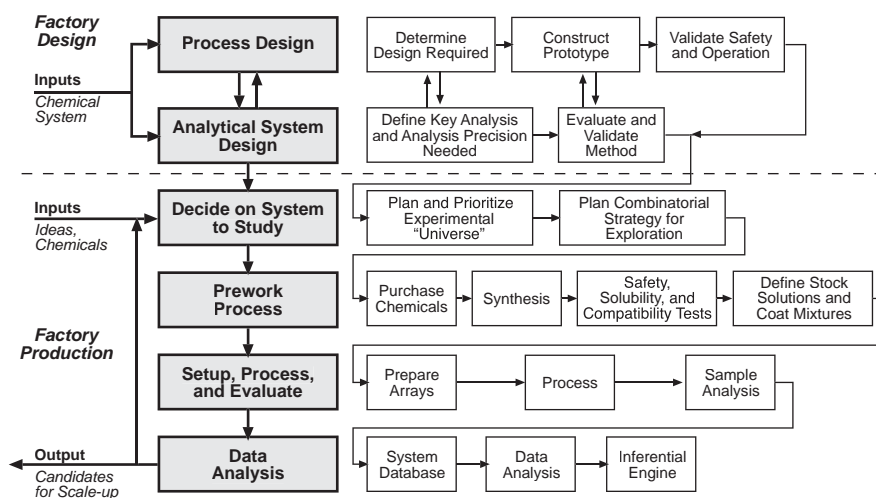 Factory
Design
Inputs
Chemical
System
Process Design
Analytical System
Design
Determine
Design Required
Construct
Prototype
Validate Safety
and Operation
Define Key Analysis
and Analysis Precision
Needed
Evaluate and
Validate
Method
Inputs
Ideas,
Chemicals
Decide on System
to Study
Plan and Prioritize
Experimental
“Universe”
Plan Combinatorial
Strategy for
Exploration
Prework
Process
Purchase
Chemicals
Synthesis
Safety,
Solubility, and
Compatibility Tests
Define Stock
Solutions and
Coat Mixtures
Factory
Production
Setup, Process,
and Evaluate
Prepare
Arrays
Process
Sample
Analysis
Output
Candidates
for Scale-up
Data
Analysis
System
Database
Data
Analysis
Inferential
Engine